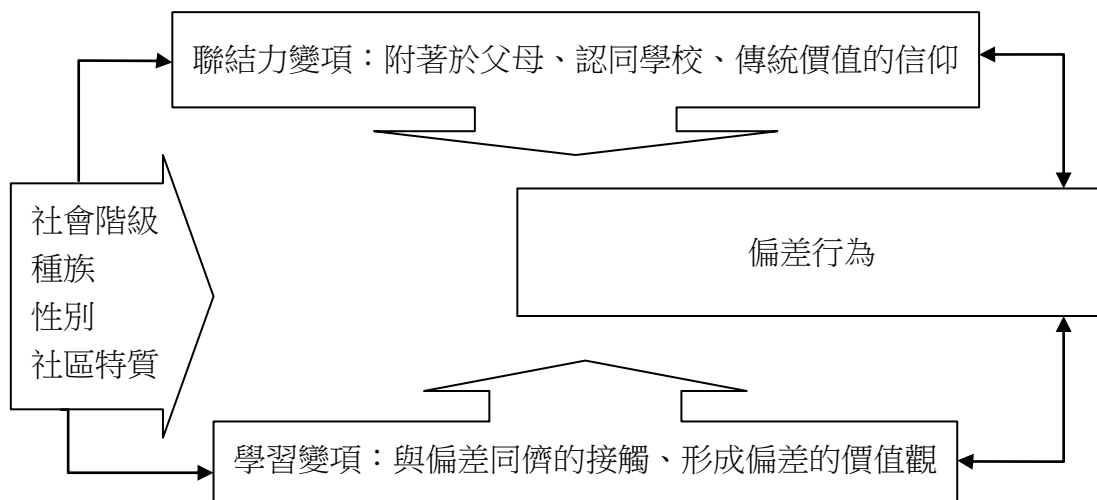 聯結力變項：附著於父母、認同學校、傳統價值的信仰
社會階級
種族
性別
社區特質
偏差行為
學習變項：與偏差同儕的接觸、形成偏差的價值觀